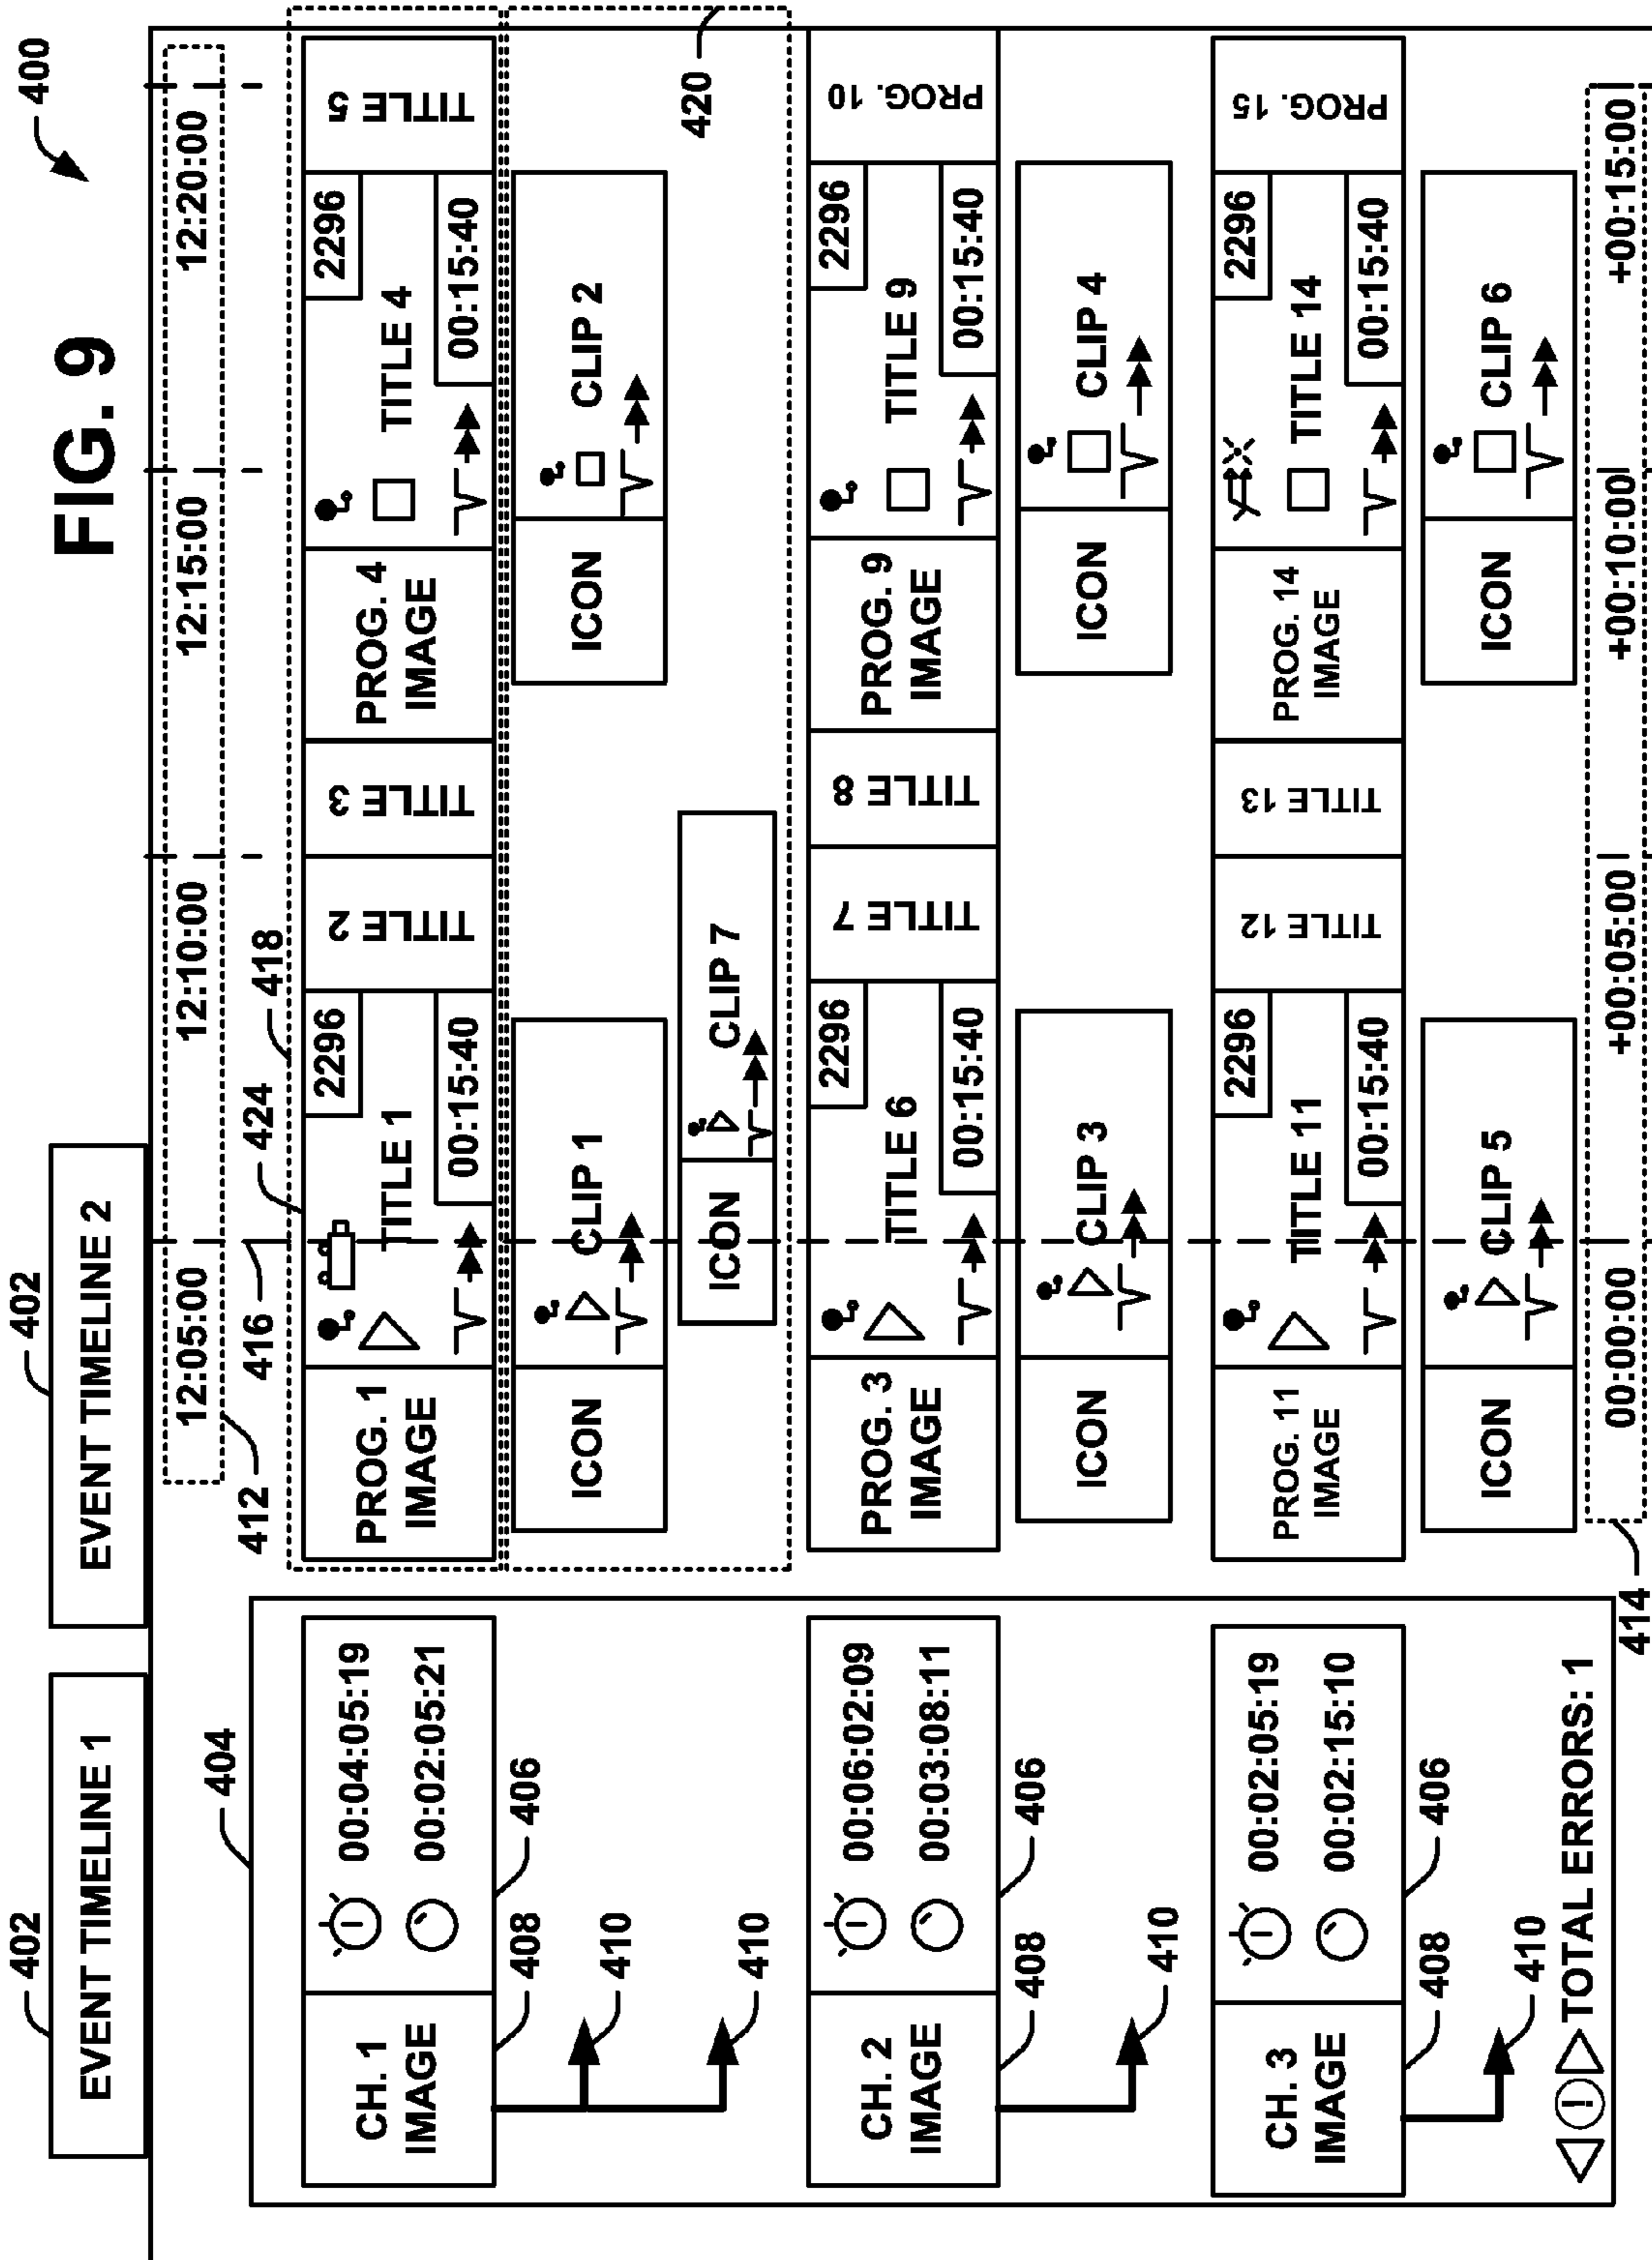 FIG. 9
400
402
402
EVENT TIMELINE 1
EVENT TIMELINE 2
404
412
416
424
418
12:05:00
12:10:00
12:15:00
12:20:00
CH. 1
IMAGE
00:04:05:19
00:02:05:21
408
406
410
410
PROG. 1
IMAGE
TITLE 1
2296
00:15:40
TITLE 2
TITLE 3
PROG. 4
IMAGE
TITLE 4
2296
00:15:40
TITLE 5
ICON
CLIP 1
ICON
CLIP 2
ICON
CLIP 7
420
CH. 2
IMAGE
00:06:02:09
00:03:08:11
408
406
410
PROG. 3
IMAGE
TITLE 6
2296
00:15:40
TITLE 7
TITLE 8
PROG. 9
IMAGE
TITLE 9
2296
00:15:40
PROG. 10
ICON
CLIP 3
ICON
CLIP 4
CH. 3
IMAGE
00:02:05:19
00:02:15:10
408
406
410
PROG. 11
IMAGE
TITLE 11
2296
00:15:40
TITLE 12
TITLE 13
PROG. 14
IMAGE
TITLE 14
2296
00:15:40
PROG. 15
ICON
CLIP 5
ICON
CLIP 6
TOTAL ERRORS: 1
414
00:00:00
+00:05:00
+00:10:00
+00:15:00